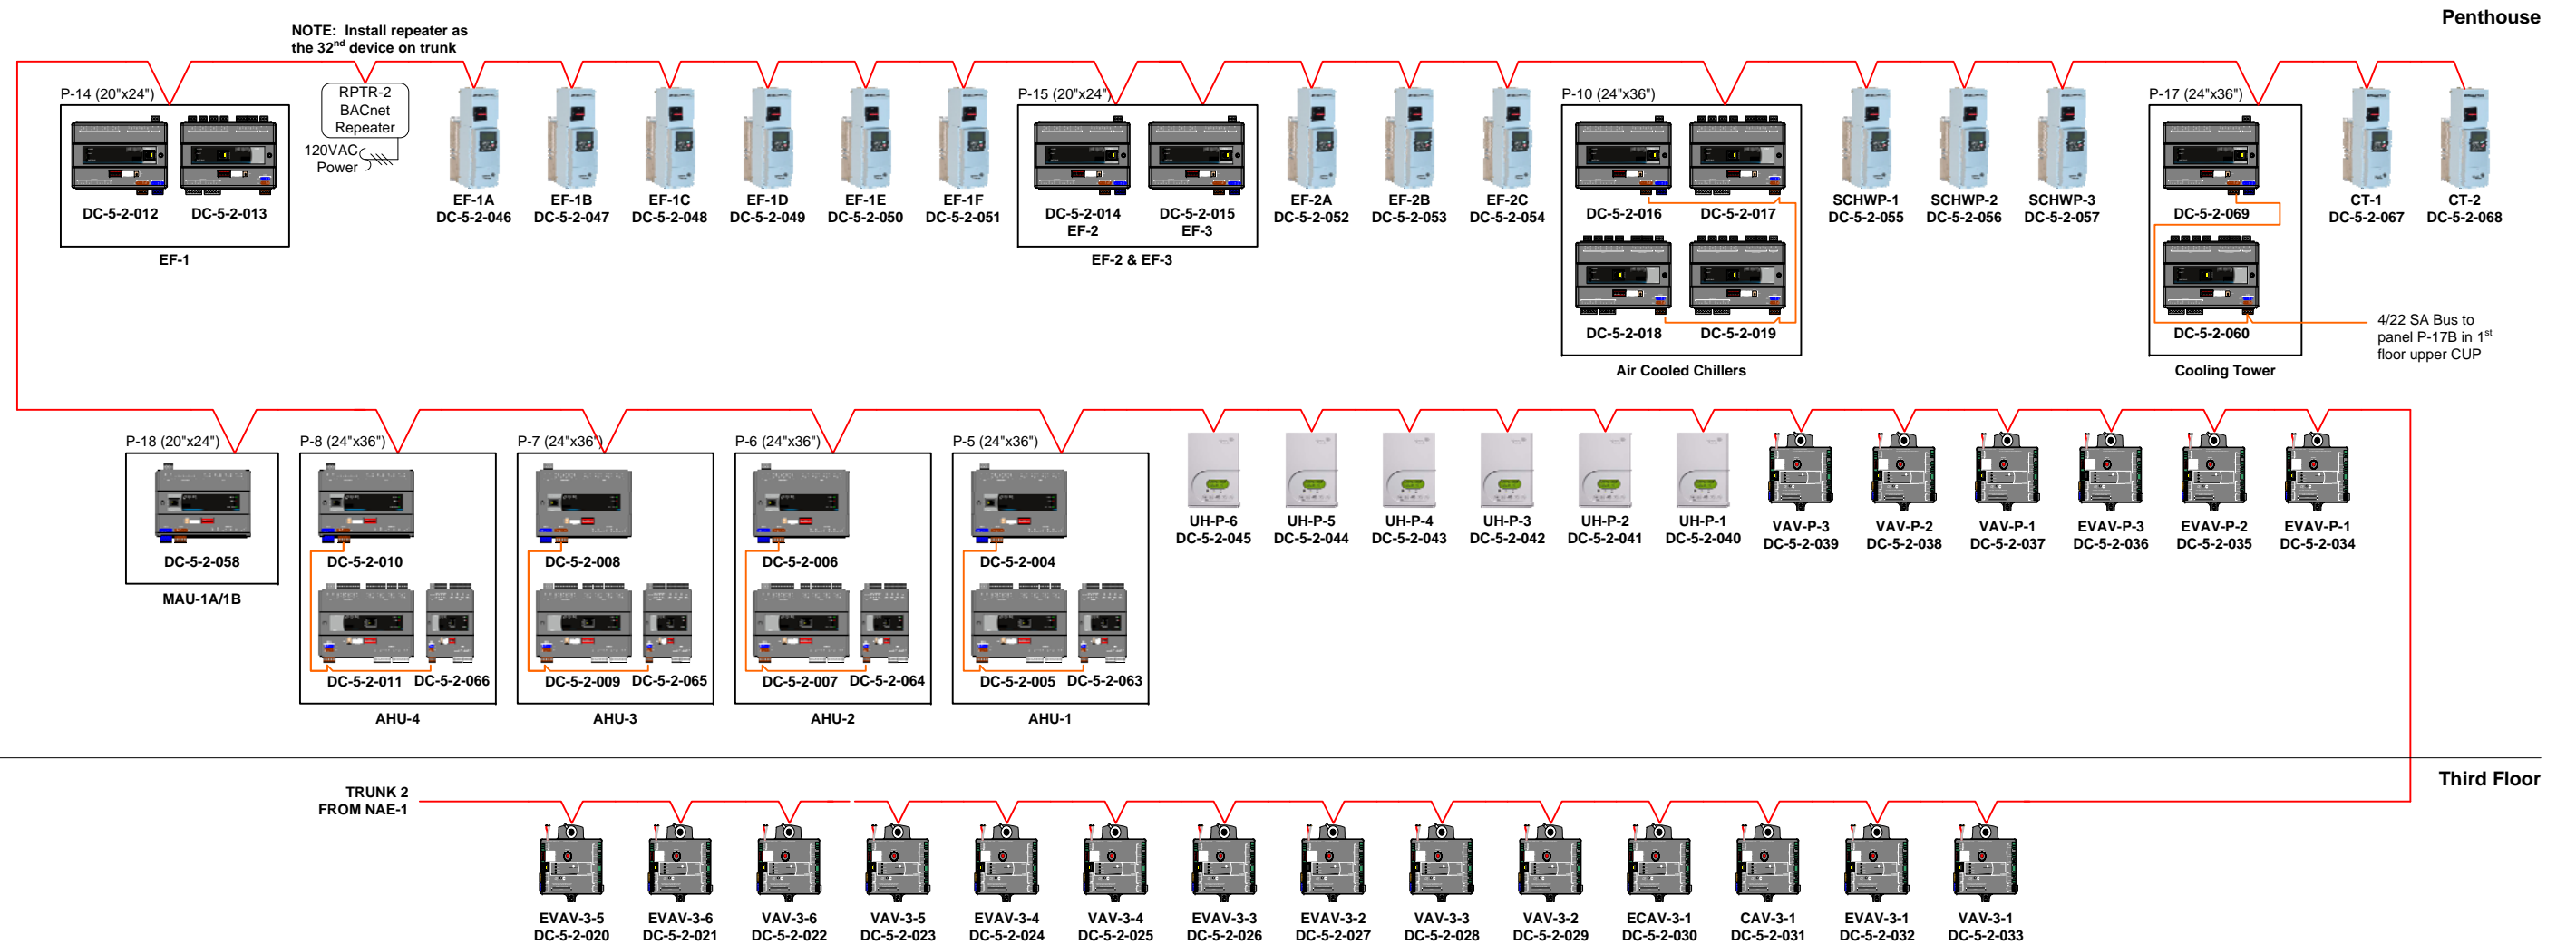 Penthouse
NOTE: Install repeater as
the 32nd device on trunk
P-14 (20"x24")
DC-5-2-012 DC-5-2-013
EF-1
RPTR-2
BACnet
Repeater
120VAC
Power
EF-1A
DC-5-2-046
EF-1B
DC-5-2-047
EF-1C
DC-5-2-048
EF-1D
DC-5-2-049
EF-1E
DC-5-2-050
EF-1F
DC-5-2-051
P-15 (20"x24")
DC-5-2-014
EF-2
DC-5-2-015
EF-3
EF-2 & EF-3
EF-2A
DC-5-2-052
EF-2B
DC-5-2-053
EF-2C
DC-5-2-054
P-10 (24"x36")
DC-5-2-016 DC-5-2-017
DC-5-2-018 DC-5-2-019
Air Cooled Chillers
SCHWP-1
DC-5-2-055
SCHWP-2
DC-5-2-056
SCHWP-3
DC-5-2-057
P-17 (24"x36")
DC-5-2-069
DC-5-2-060
Cooling Tower
CT-1
DC-5-2-067
CT-2
DC-5-2-068
4/22 SA Bus to
panel P-17B in 1st
floor upper CUP
P-18 (20"x24")
DC-5-2-058
MAU-1A/1B
P-8 (24"x36")
DC-5-2-010
DC-5-2-011 DC-5-2-066
AHU-4
P-7 (24"x36")
DC-5-2-008
DC-5-2-009 DC-5-2-065
AHU-3
P-6 (24"x36")
DC-5-2-006
DC-5-2-007 DC-5-2-064
AHU-2
P-5 (24"x36")
DC-5-2-004
DC-5-2-005 DC-5-2-063
AHU-1
UH-P-6
DC-5-2-045
UH-P-5
DC-5-2-044
UH-P-4
DC-5-2-043
UH-P-3
DC-5-2-042
UH-P-2
DC-5-2-041
UH-P-1
DC-5-2-040
VAV-P-3
DC-5-2-039
VAV-P-2
DC-5-2-038
VAV-P-1
DC-5-2-037
EVAV-P-3
DC-5-2-036
EVAV-P-2
DC-5-2-035
EVAV-P-1
DC-5-2-034
Third Floor
TRUNK 2
FROM NAE-1
EVAV-3-5
DC-5-2-020
EVAV-3-6
DC-5-2-021
VAV-3-6
DC-5-2-022
VAV-3-5
DC-5-2-023
EVAV-3-4
DC-5-2-024
VAV-3-4
DC-5-2-025
EVAV-3-3
DC-5-2-026
EVAV-3-2
DC-5-2-027
VAV-3-3
DC-5-2-028
VAV-3-2
DC-5-2-029
ECAV-3-1
DC-5-2-030
CAV-3-1
DC-5-2-031
EVAV-3-1
DC-5-2-032
VAV-3-1
DC-5-2-033